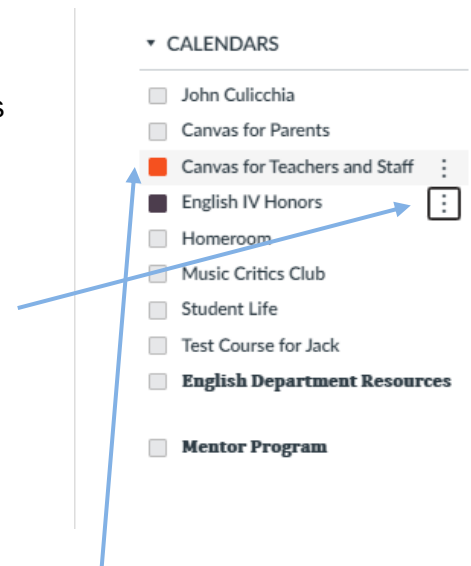 CALENDARS
s
John Culicchia
Canvas for Parents
Canvas for Teachers and Staff
English IV Honors
Homeroom
Music Critics Club
Student Life
Test Course for Jack
English Department Resources
Mentor Program